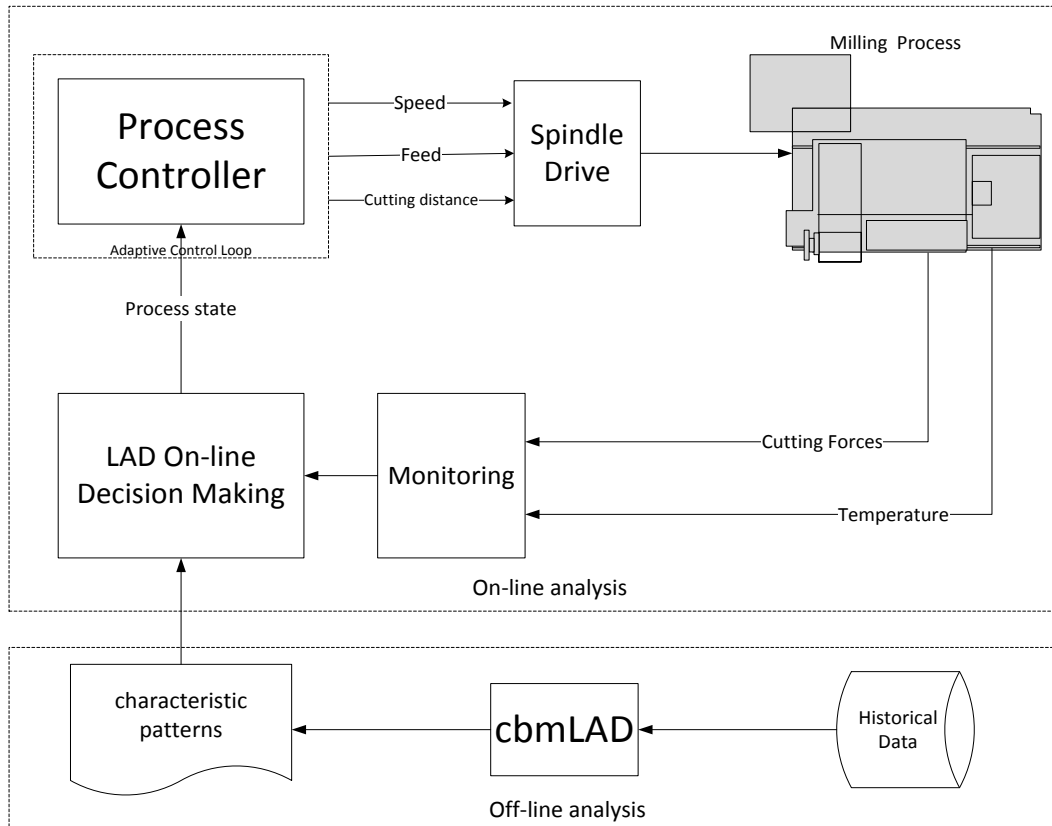 Milling Process
Process
Controller
Speed
Feed
Cutting distance
Spindle
Drive
Adaptive Control Loop
Process state
LAD On-line
Decision Making
Monitoring
Cutting Forces
Temperature
On-line analysis
characteristic
patterns
cbmLAD
Historical
Data
Off-line analysis